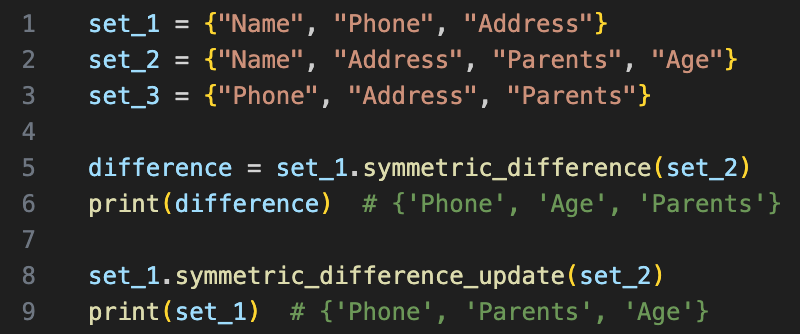 1 set_1 = {"Name", "Phone", "Address"}
2 set_2 = {"Name", "Address", "Parents", "Age"}
3 set_3 = {"Phone", "Address", "Parents"}
4
5 difference = set_1.symmetric_difference(set_2)
6 print(difference)  # {'Phone', 'Age', 'Parents'}
7
8 set_1.symmetric_difference_update(set_2)
9 print(set_1)  # {'Phone', 'Parents', 'Age'}